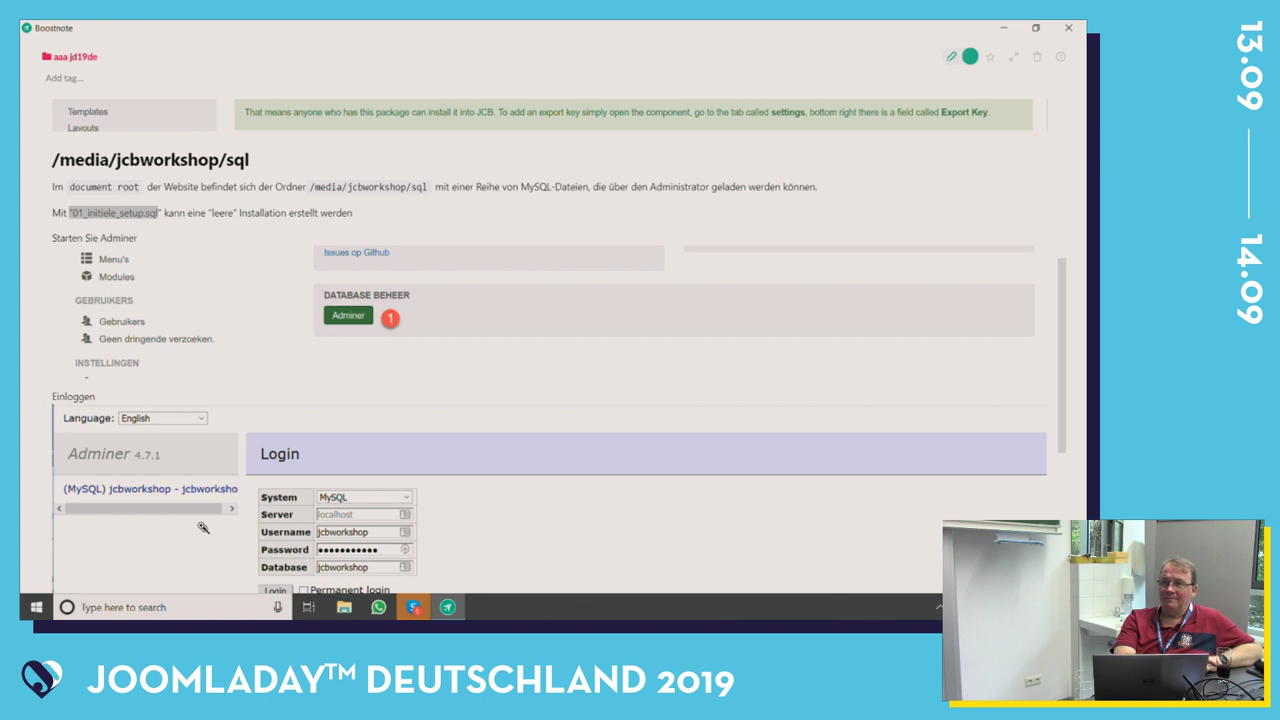 Boostnote
aaa jd19de
Add tag...
Templates
Layouts
That means anyone who has this package can install it into JCB. To add an export key simply open the component, go to the tab called settings, bottom right there is a field called Export Key.
/media/jcbworkshop/sql
Im document root der Website befindet sich der Ordner /media/jcbworkshop/sql mit einer Reihe von MySQL-Dateien, die über den Administrator geladen werden können.
Mit "01_initiele_setup.sql" kann eine "leere" Installation erstellt werden
Starten Sie Adminer
Menu's
Modules
GEBRUIKERS
Gebruikers
Geen dringende verzoeken.
INSTELLINGEN
Issues op Github
DATABASE BEHEER
Adminer 1
Einloggen
Language: English
Adminer 4.7.1
(MySQL) jcbworkshop - jcbworksho
Login
System MySQL
Server localhost
Username jcbworkshop
Password •••••••••••
Database jcbworkshop
Login Permanent login
Type here to search
13.09
14.09
JOOMLADAY™ DEUTSCHLAND 2019